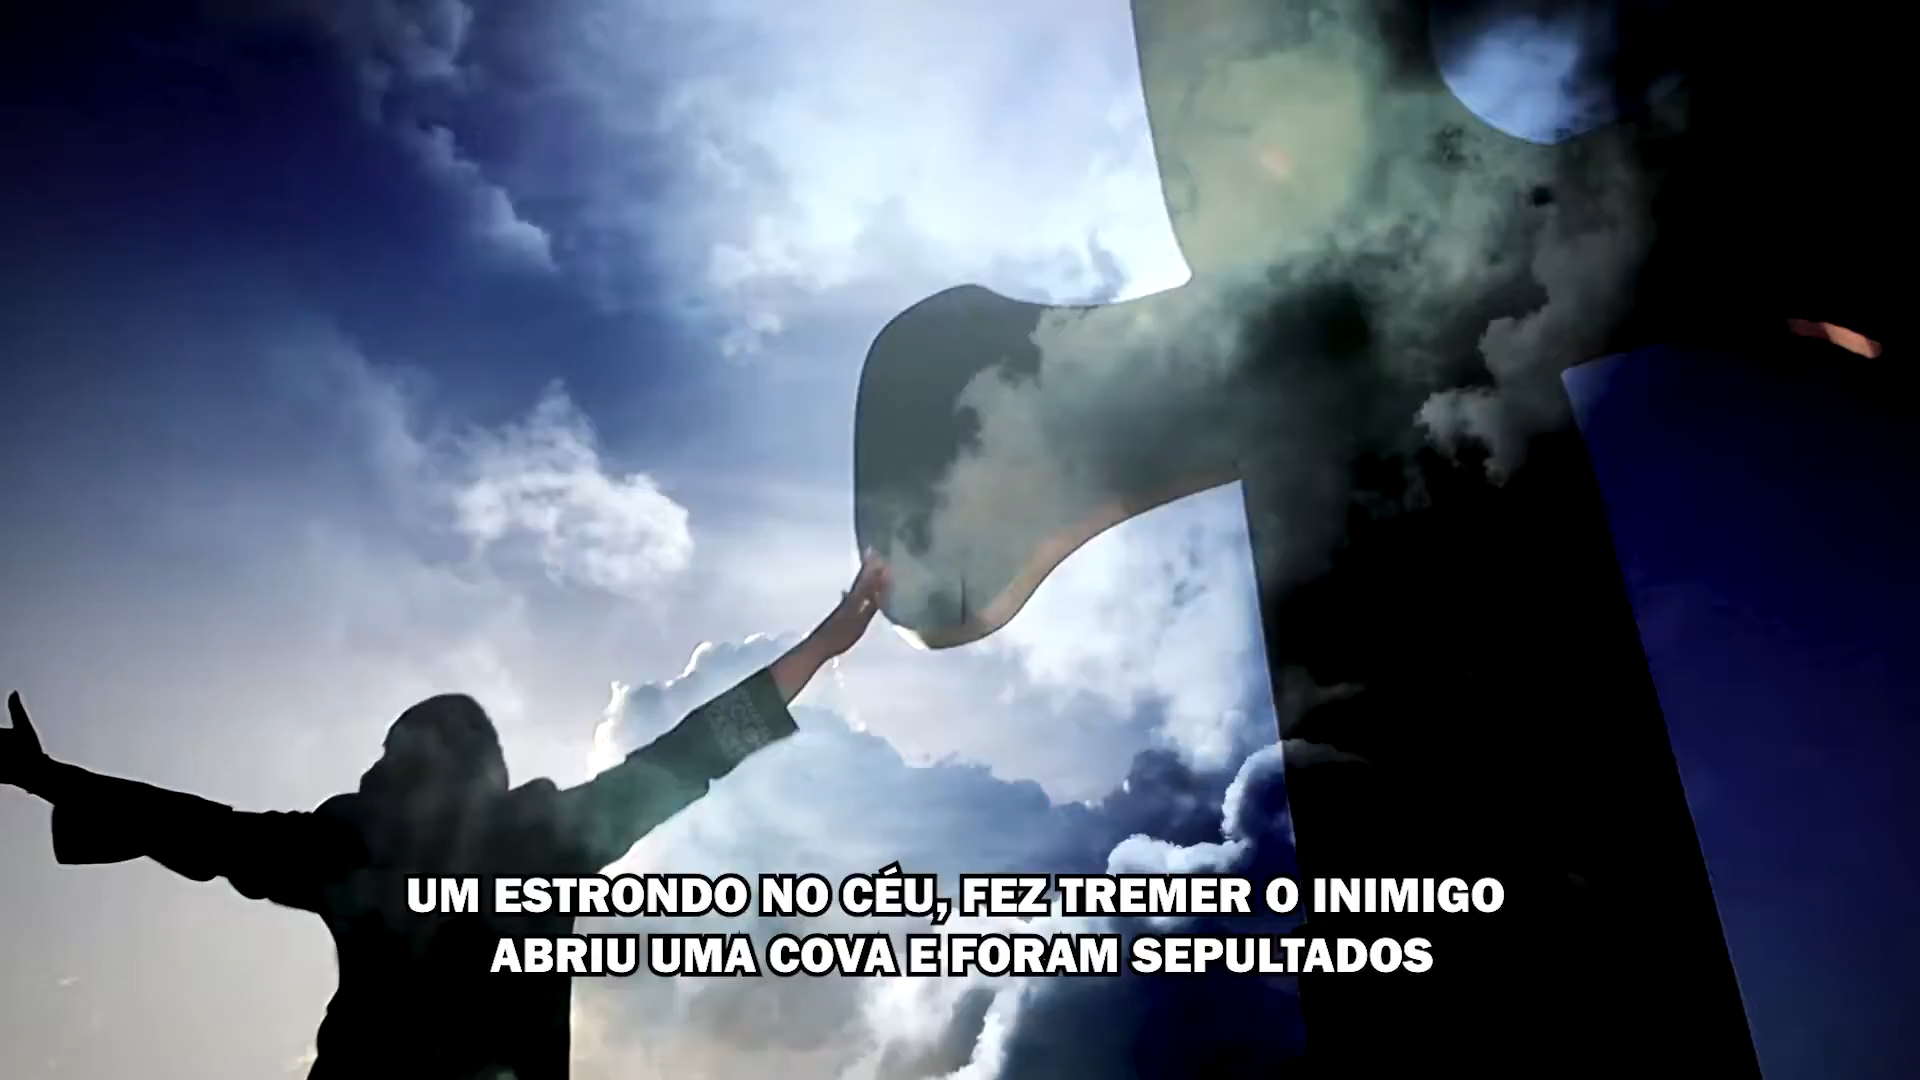 UM ESTRONDO NO CÉU, FEZ TREMER O INIMIGO
ABRIU UMA COVA E FORAM SEPULTADOS